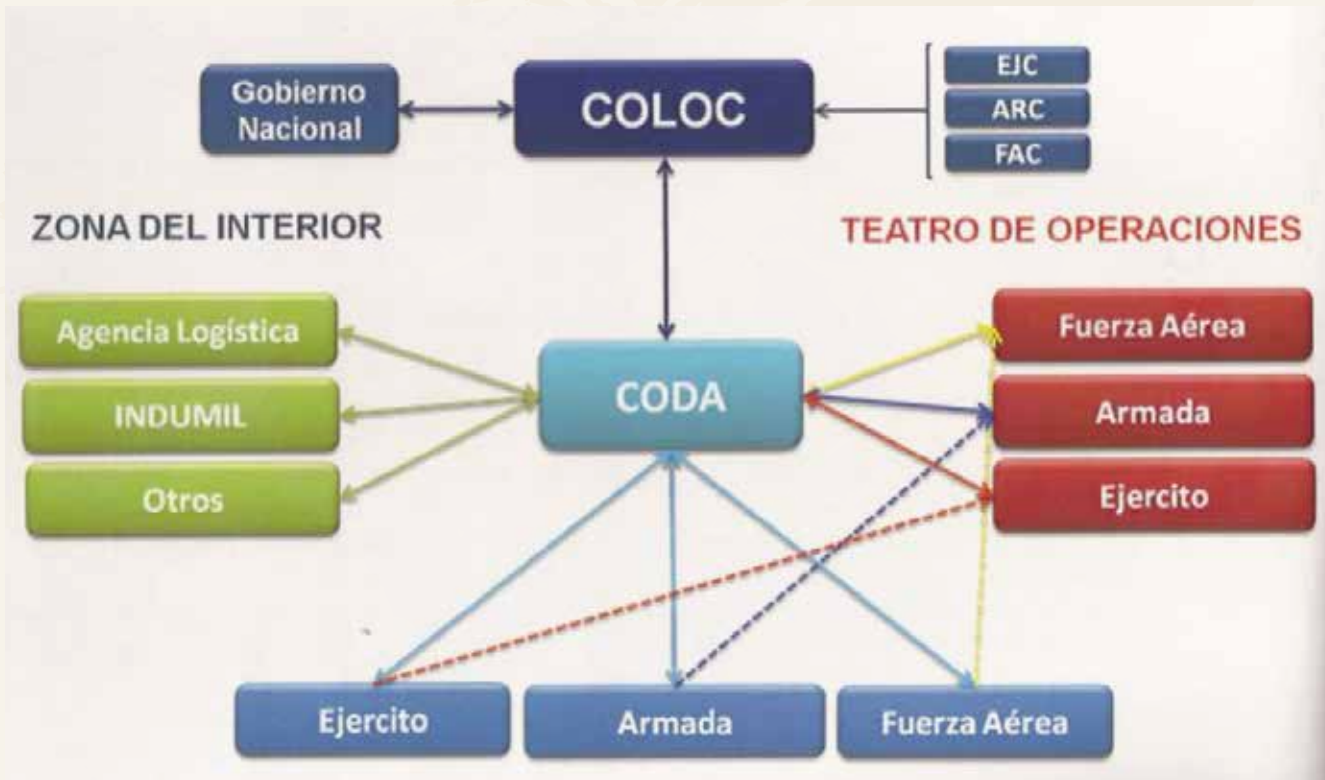 Gobierno
Nacional
COLOC
EJC
ARC
FAC
ZONA DEL INTERIOR
TEATRO DE OPERACIONES
Agencia Logística
INDUMIL
Otros
CODA
Fuerza Aérea
Armada
Ejercito
Ejercito
Armada
Fuerza Aérea